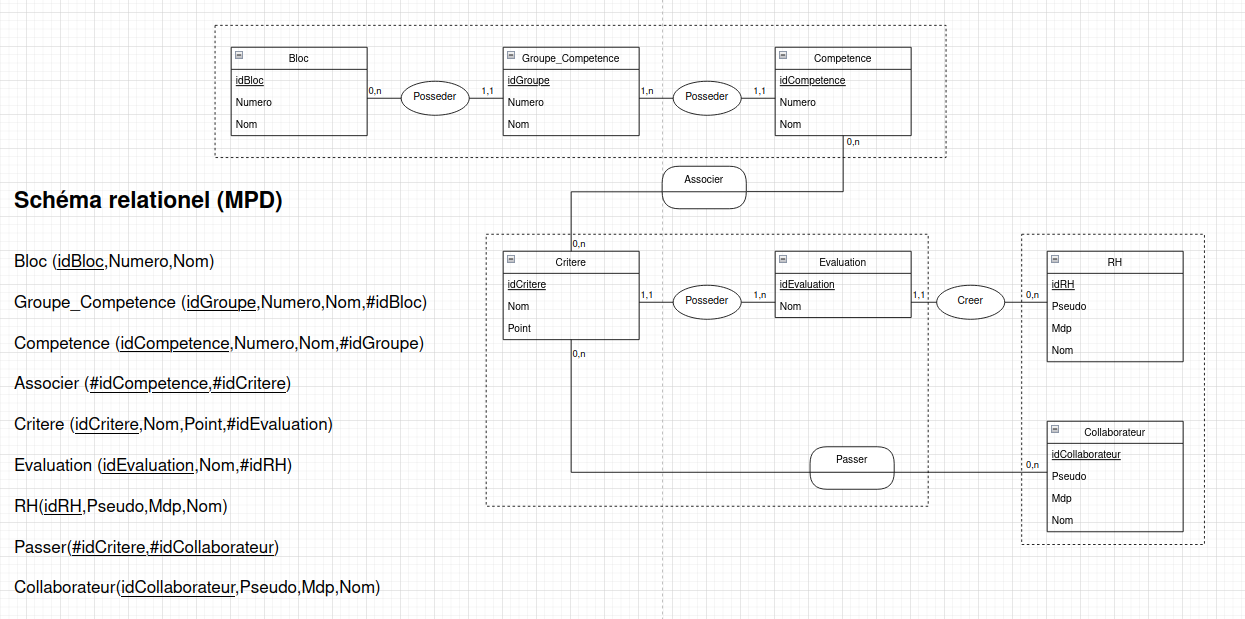 Bloc
idBloc
Numero
Nom
0,n
Posseder
1,1
Groupe_Competence
idGroupe
Numero
Nom
1,n
Posseder
1,1
Competence
idCompetence
Numero
Nom
0,n
Associer
0,n
Schéma relationel (MPD)
Bloc (idBloc,Numero,Nom)
Groupe_Competence (idGroupe,Numero,Nom,#idBloc)
Competence (idCompetence,Numero,Nom,#idGroupe)
Associer (#idCompetence,#idCritere)
Critere (idCritere,Nom,Point,#idEvaluation)
Evaluation (idEvaluation,Nom,#idRH)
RH(idRH,Pseudo,Mdp,Nom)
Passer(#idCritere,#idCollaborateur)
Collaborateur(idCollaborateur,Pseudo,Mdp,Nom)
Critere
idCritere
Nom
Point
1,1
Posseder
1,n
Evaluation
idEvaluation
Nom
1,1
Creer
0,n
RH
idRH
Pseudo
Mdp
Nom
0,n
Passer
0,n
Collaborateur
idCollaborateur
Pseudo
Mdp
Nom